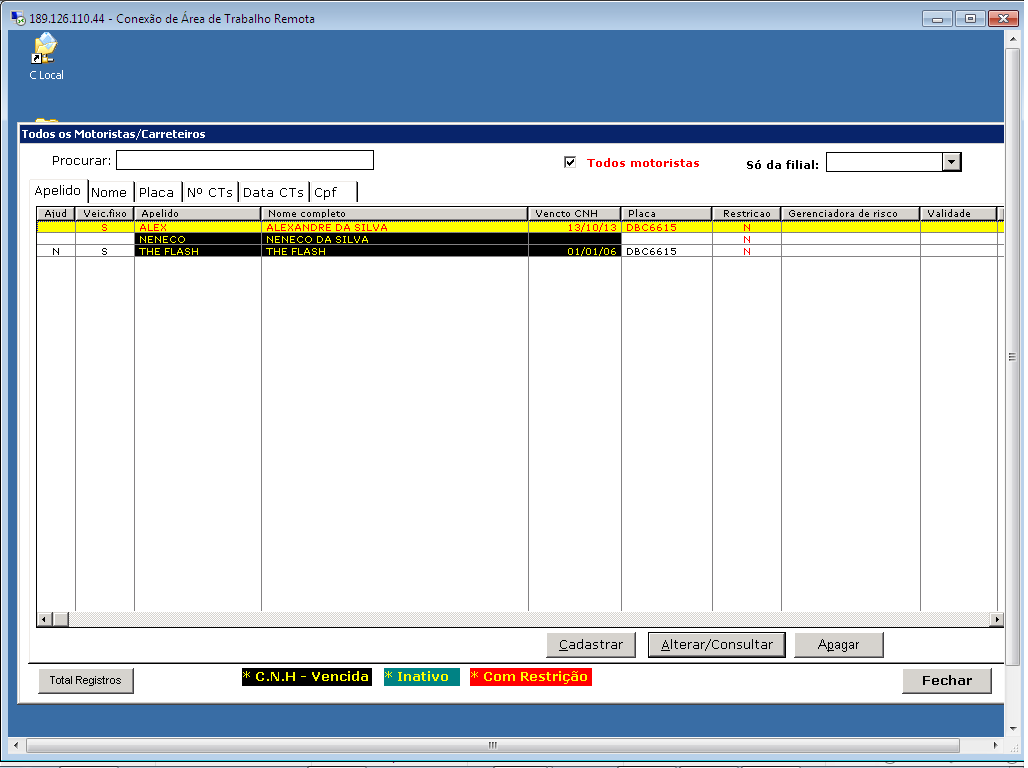 189.126.110.44 - Conexão de Área de Trabalho Remota
C Local
Todos os Motoristas/Carreteiros
Procurar:
Todos motoristas
Só da filial:
Apelido Nome Placa Nº CTs Data CTs Cpf
Ajud Veic.fixo Apelido Nome completo Vencto CNH Placa Restricao Gerenciadora de risco Validade
S ALEX ALEXANDRE DA SILVA 13/10/13 DBC6615 N
NENECO NENECO DA SILVA N
N S THE FLASH THE FLASH 01/01/06 DBC6615 N
Cadastrar Alterar/Consultar Apagar
Total Registros * C.N.H - Vencida * Inativo * Com Restrição Fechar